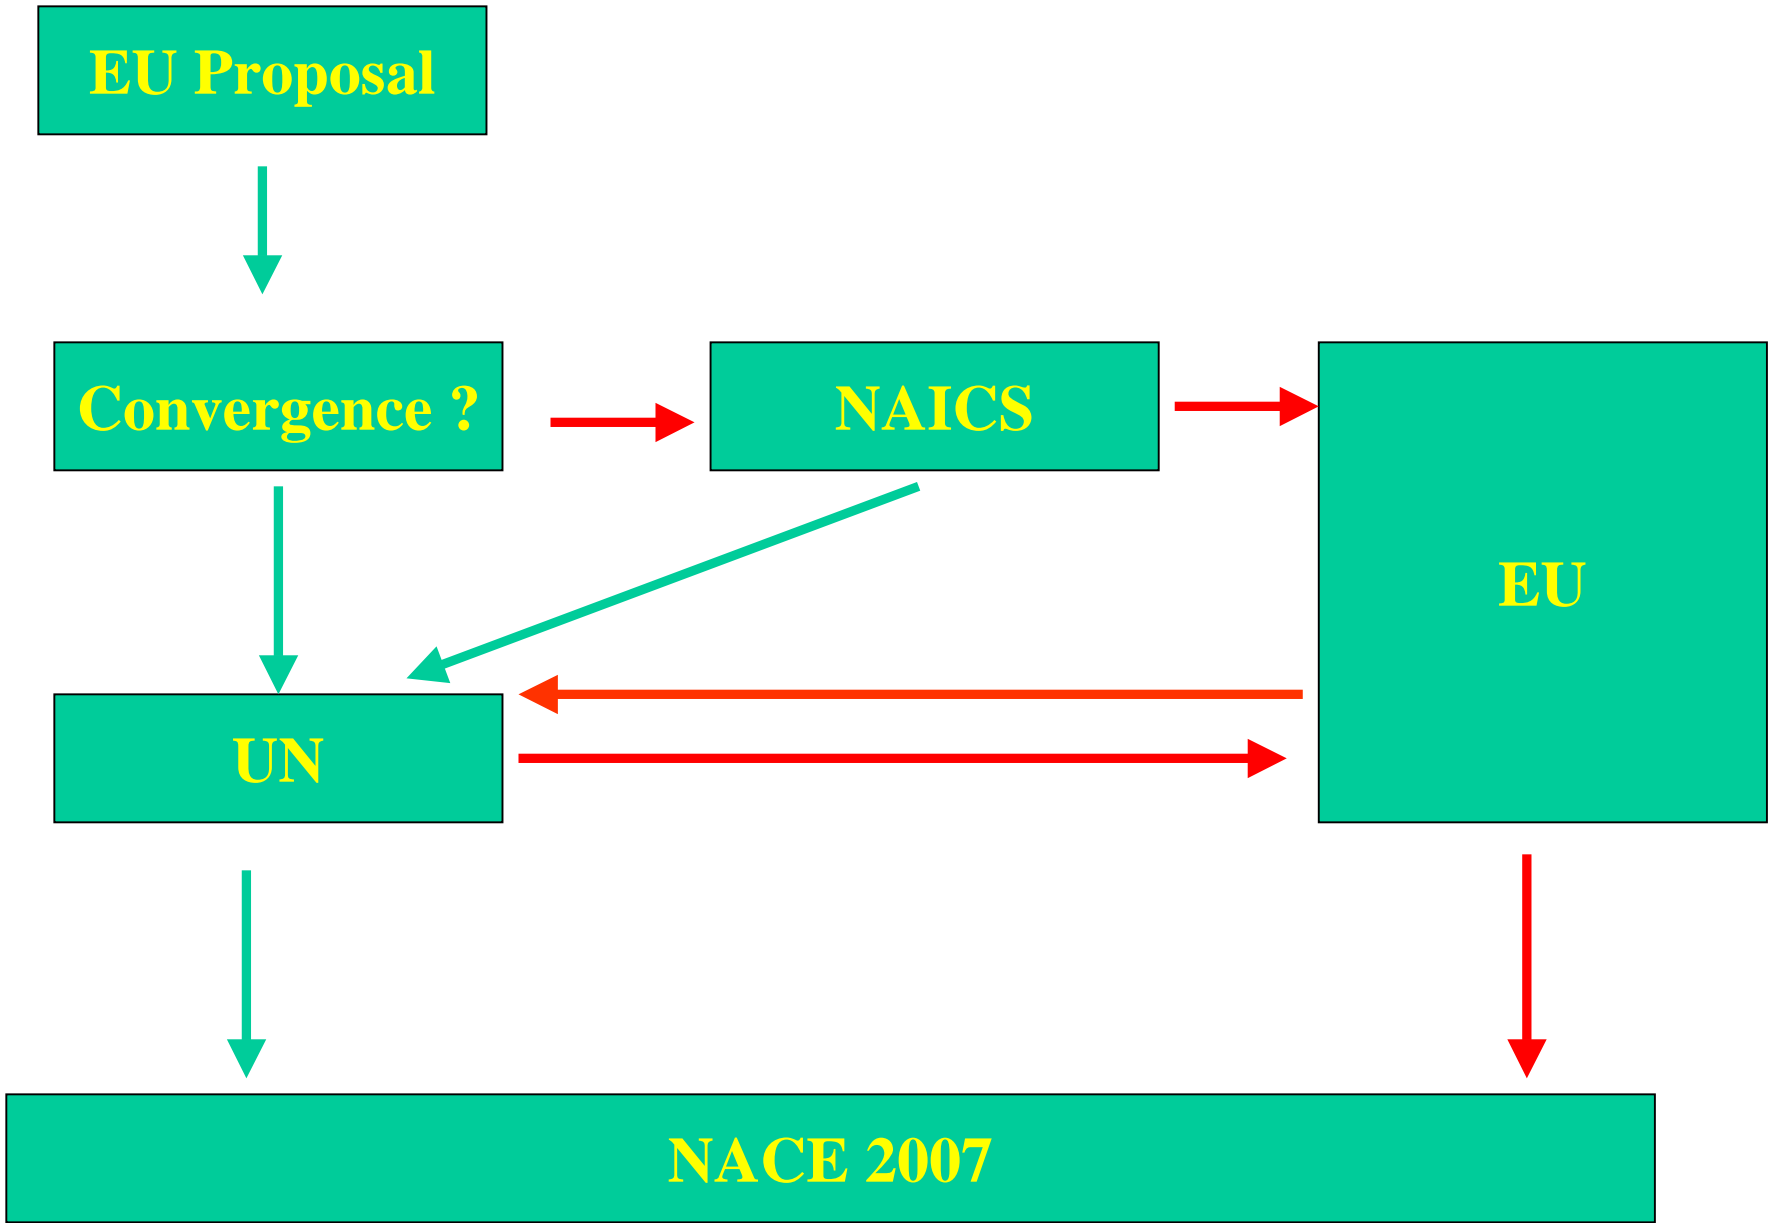 EU Proposal
Convergence ?
NAICS
EU
UN
NACE 2007